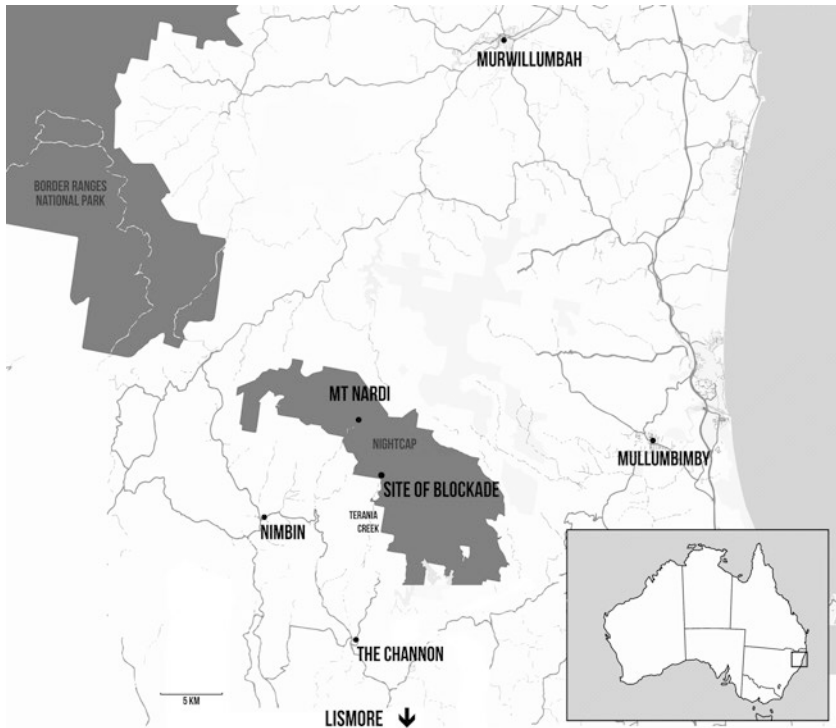 MURWILLUMBAH
BORDER RANGES
NATIONAL PARK
MT NARDI
NIGHTCAP
MULLUMBIMBY
SITE OF BLOCKADE
TERANIA
CREEK
NIMBIN
THE CHANNON
5 KM
LISMORE